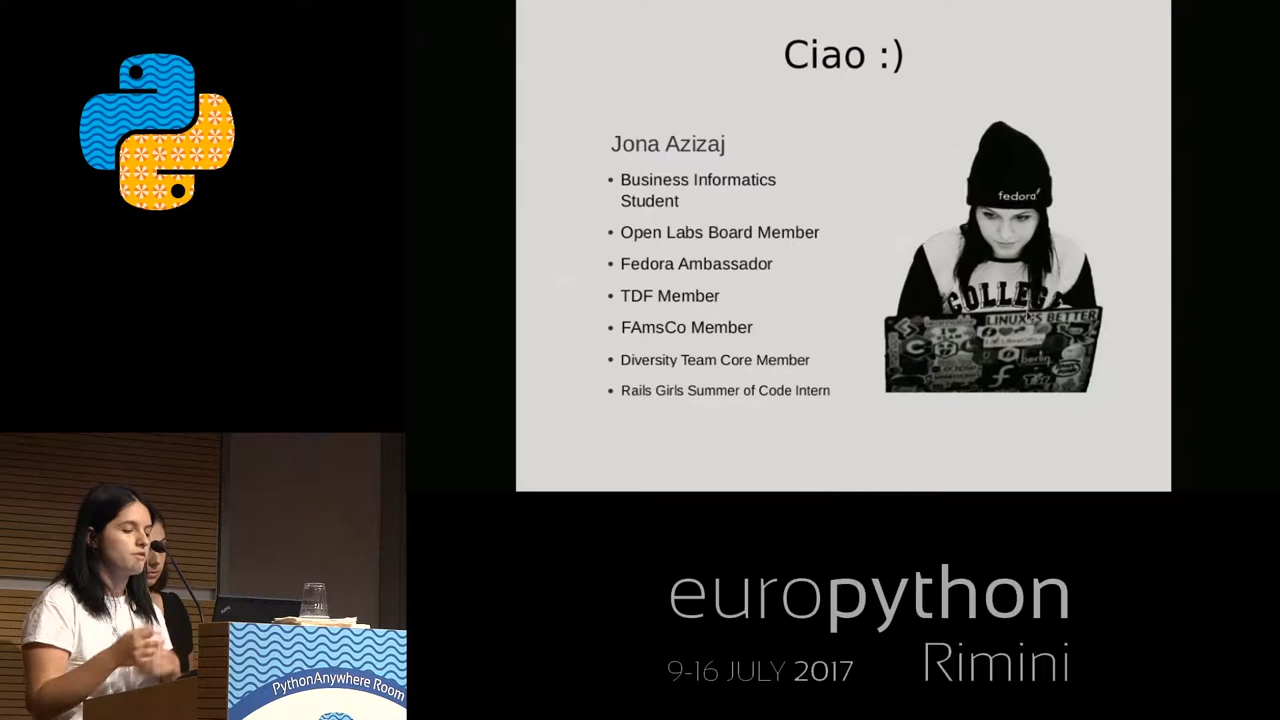 Ciao :)
Jona Azizaj
• Business Informatics
Student
• Open Labs Board Member
• Fedora Ambassador
• TDF Member
• FAmsCo Member
• Diversity Team Core Member
• Rails Girls Summer of Code Intern
fedora
COLLEGE
LINUX IS BETTER
berlin
PythonAnywhere Room
europython
Rimini
9-16 JULY 2017